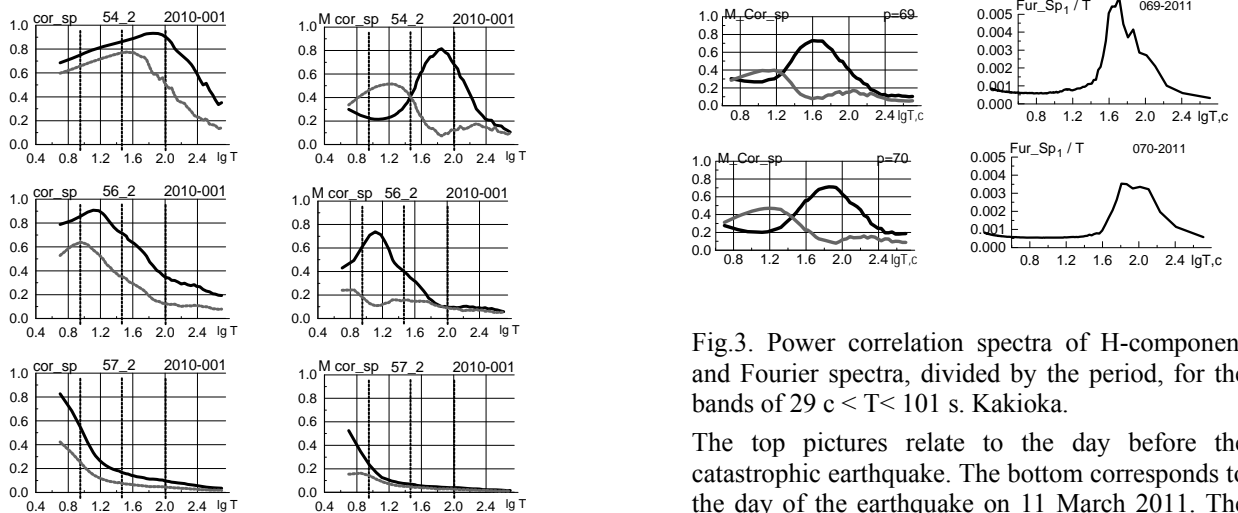 cor_sp 54_2 2010-001
1.0
0.8
0.6
0.4
0.2
0.0
0.4 0.8 1.2 1.6 2.0 2.4 lg T
M cor_sp 54_2 2010-001
1.0
0.8
0.6
0.4
0.2
0.0
0.4 0.8 1.2 1.6 2.0 2.4 lg T
cor_sp 56_2 2010-001
1.0
0.8
0.6
0.4
0.2
0.0
0.4 0.8 1.2 1.6 2.0 2.4 lg T
M cor_sp 56_2 2010-001
1.0
0.8
0.6
0.4
0.2
0.0
0.4 0.8 1.2 1.6 2.0 2.4 lg T
cor_sp 57_2 2010-001
1.0
0.8
0.6
0.4
0.2
0.0
0.4 0.8 1.2 1.6 2.0 2.4 lg T
M cor_sp 57_2 2010-001
1.0
0.8
0.6
0.4
0.2
0.0
0.4 0.8 1.2 1.6 2.0 2.4 lg T
M_Cor_sp p=69
1.0
0.8
0.6
0.4
0.2
0.0
0.8 1.2 1.6 2.0 2.4 lgT,c
Fur_Sp1 / T 069-2011
0.005
0.004
0.003
0.002
0.001
0.000
0.8 1.2 1.6 2.0 2.4 lgT,c
M_Cor_sp p=70
1.0
0.8
0.6
0.4
0.2
0.0
0.8 1.2 1.6 2.0 2.4 lgT,c
Fur_Sp1 / T 070-2011
0.005
0.004
0.003
0.002
0.001
0.000
0.8 1.2 1.6 2.0 2.4 lgT,c
Fig.3. Power correlation spectra of H-component
and Fourier spectra, divided by the period, for the
bands of 29 c < T< 101 s. Kakioka.
The top pictures relate to the day before the
catastrophic earthquake. The bottom corresponds to
the day of the earthquake on 11 March 2011. The